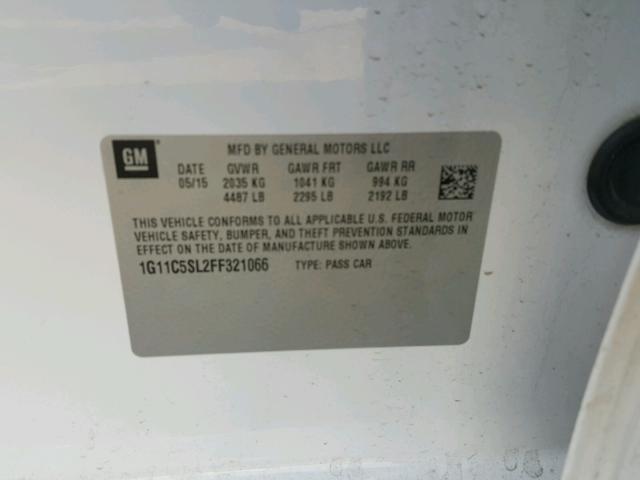 GM
MFD BY GENERAL MOTORS LLC
DATE GVWR GAWR FRT GAWR RR
05/15 2035 KG 1041 KG 994 KG
4487 LB 2295 LB 2192 LB
THIS VEHICLE CONFORMS TO ALL APPLICABLE U.S. FEDERAL MOTOR
VEHICLE SAFETY, BUMPER, AND THEFT PREVENTION STANDARDS IN
EFFECT ON THE DATE OF MANUFACTURE SHOWN ABOVE.
1G11C5SL2FF321066 TYPE: PASS CAR